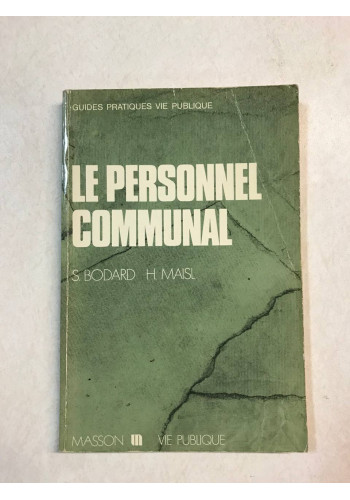 GUIDES PRATIQUES VIE PUBLIQUE
LE PERSONNEL
COMMUNAL
S. BODARD H. MAISL
MASSON m VIE PUBLIQUE